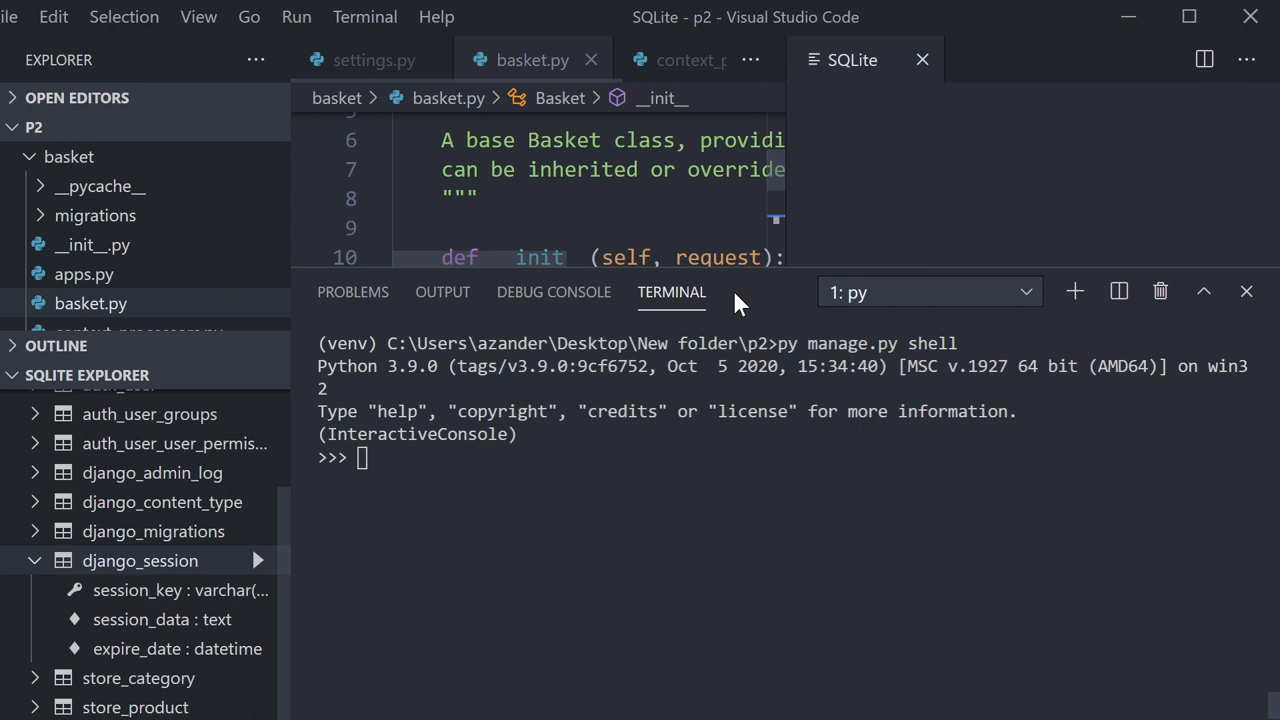 ile Edit Selection View Go Run Terminal Help
SQLite - p2 - Visual Studio Code
EXPLORER
settings.py
basket.py
context_p
SQLite
OPEN EDITORS
P2
basket
__pycache__
migrations
__init__.py
apps.py
basket.py
context_processors.py
OUTLINE
SQLITE EXPLORER
auth_user
auth_user_groups
auth_user_user_permis...
django_admin_log
django_content_type
django_migrations
django_session
session_key : varchar(...
session_data : text
expire_date : datetime
store_category
store_product
basket > basket.py > Basket > __init__
5
6 A base Basket class, providi
7 can be inherited or override
8 """
9
10 def __init__(self, request):
PROBLEMS OUTPUT DEBUG CONSOLE TERMINAL
1: py
(venv) C:\Users\azander\Desktop\New folder\p2>py manage.py shell
Python 3.9.0 (tags/v3.9.0:9cf6752, Oct  5 2020, 15:34:40) [MSC v.1927 64 bit (AMD64)] on win3
2
Type "help", "copyright", "credits" or "license" for more information.
(InteractiveConsole)
>>>